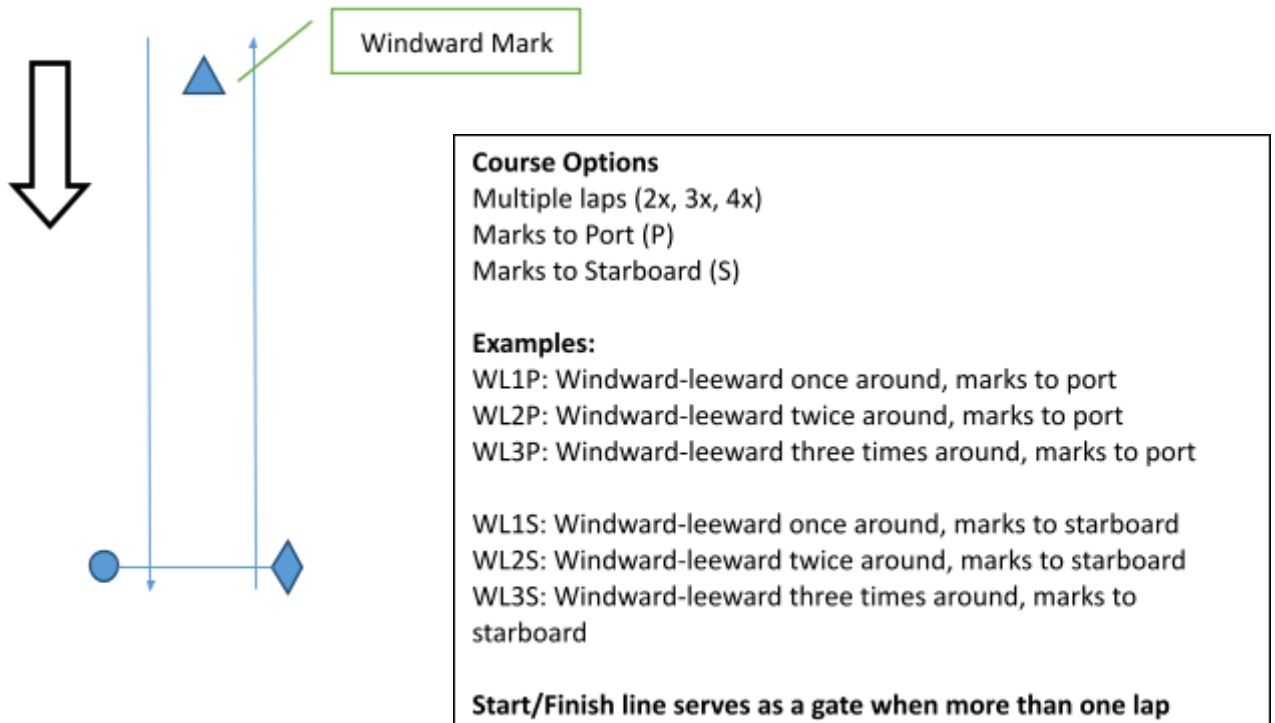 Windward Mark
Course Options
Multiple laps (2x, 3x, 4x)
Marks to Port (P)
Marks to Starboard (S)
Examples:
WL1P: Windward-leeward once around, marks to port
WL2P: Windward-leeward twice around, marks to port
WL3P: Windward-leeward three times around, marks to port
WL1S: Windward-leeward once around, marks to starboard
WL2S: Windward-leeward twice around, marks to starboard
WL3S: Windward-leeward three times around, marks to
starboard
Start/Finish line serves as a gate when more than one lap